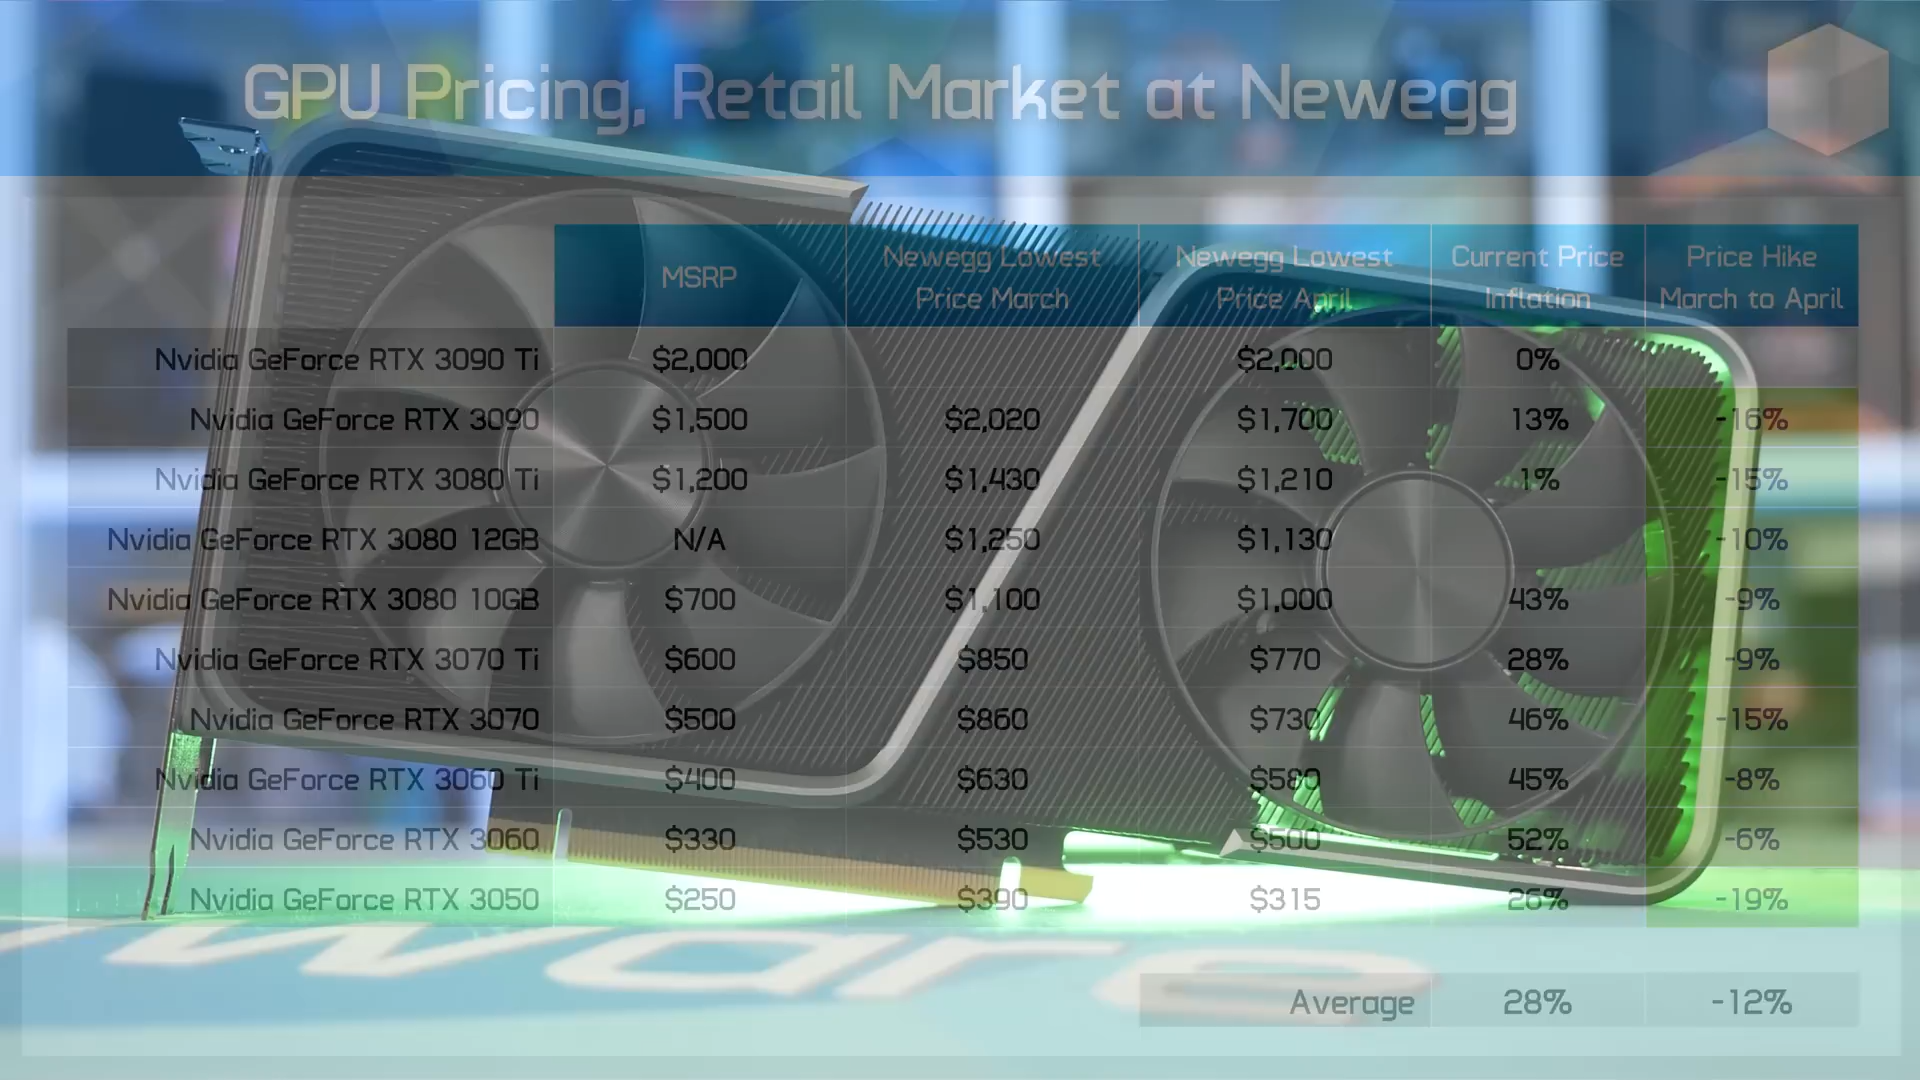 GPU Pricing, Retail Market at Newegg
MSRP
Newegg Lowest
Price March
Newegg Lowest
Price April
Current Price
Inflation
Price Hike
March to April
Nvidia GeForce RTX 3090 Ti $2,000 $2,000 0%
Nvidia GeForce RTX 3090 $1,500 $2,020 $1,700 13% -16%
Nvidia GeForce RTX 3080 Ti $1,200 $1,430 $1,210 1% -15%
Nvidia GeForce RTX 3080 12GB N/A $1,250 $1,130 -10%
Nvidia GeForce RTX 3080 10GB $700 $1,100 $1,000 43% -9%
Nvidia GeForce RTX 3070 Ti $600 $850 $770 28% -9%
Nvidia GeForce RTX 3070 $500 $860 $730 46% -15%
Nvidia GeForce RTX 3060 Ti $400 $630 $580 45% -8%
Nvidia GeForce RTX 3060 $330 $530 $500 52% -6%
Nvidia GeForce RTX 3050 $250 $390 $315 26% -19%
ware
Average 28% -12%